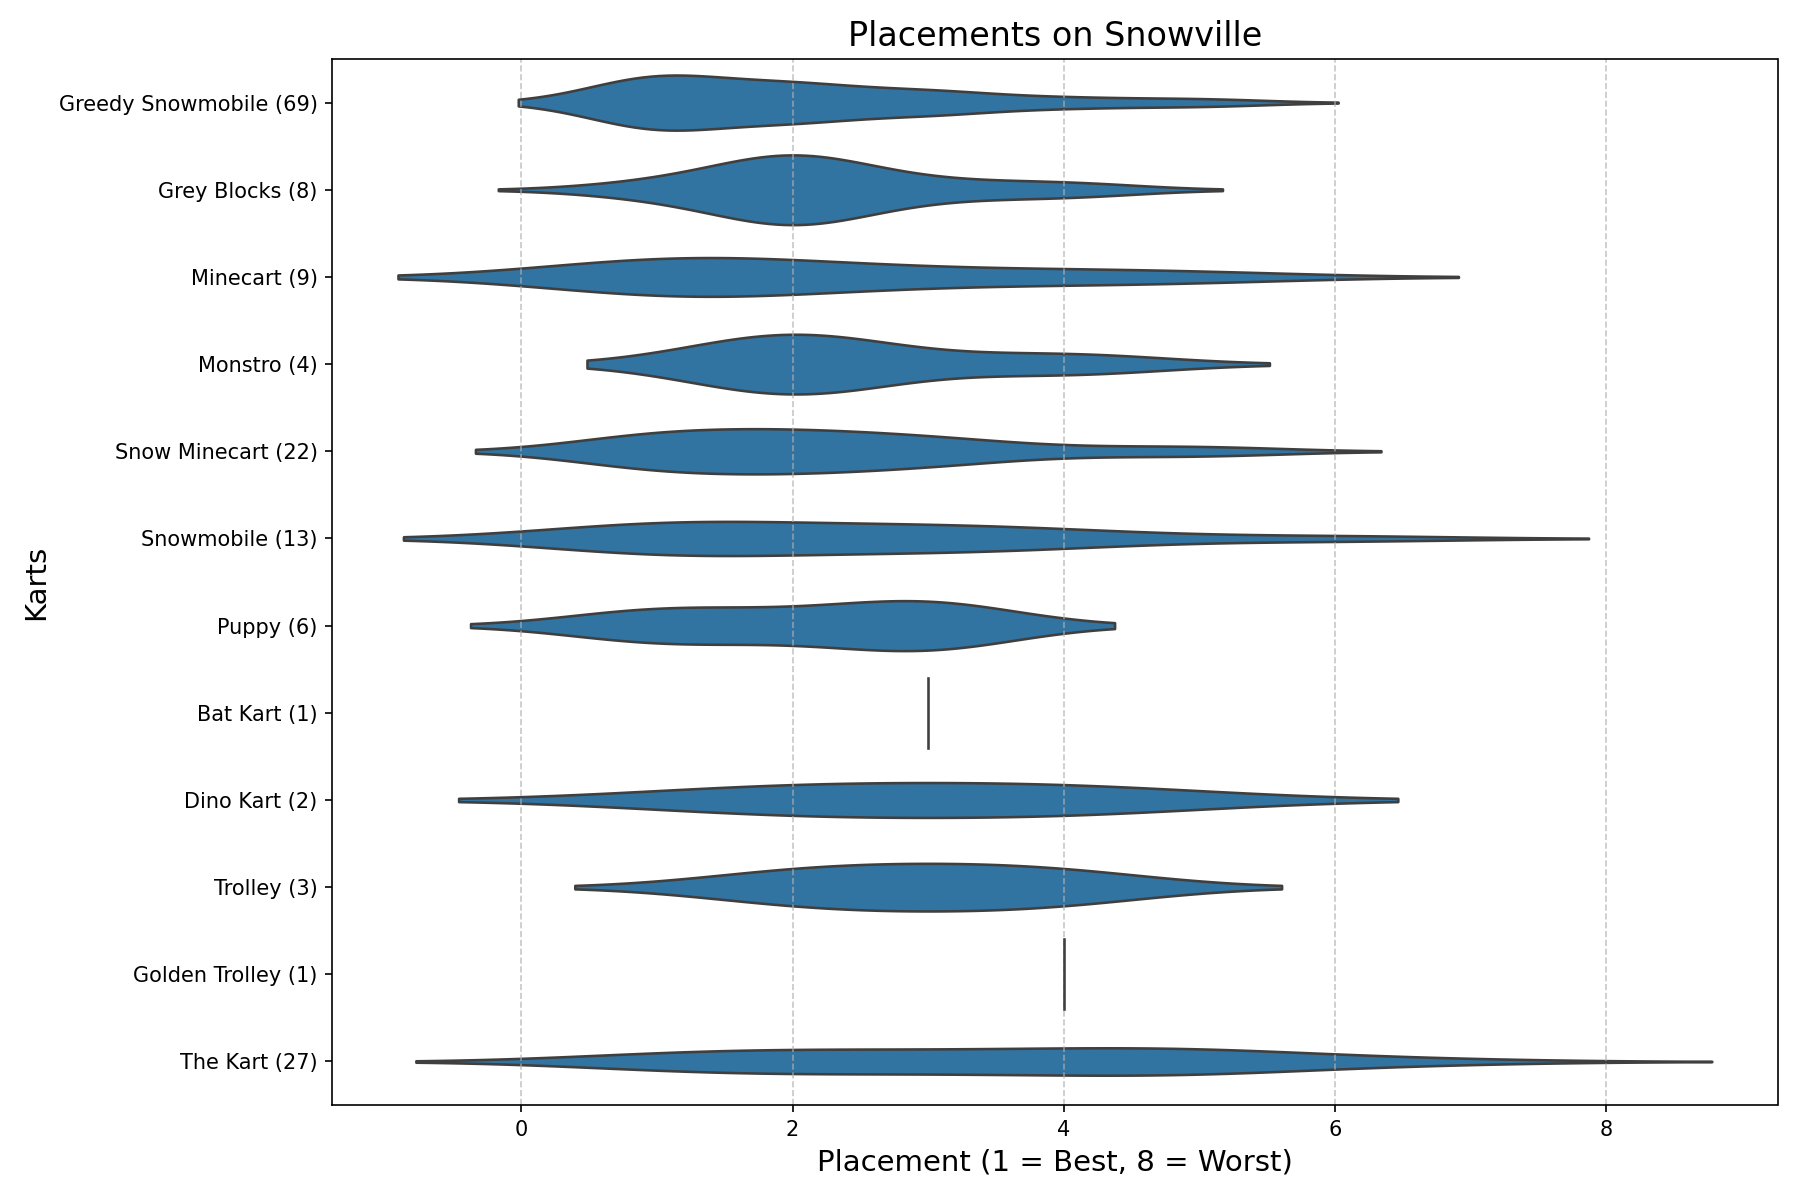 Placements on Snowville
Greedy Snowmobile (69)
Grey Blocks (8)
Minecart (9)
Monstro (4)
Snow Minecart (22)
Snowmobile (13)
Puppy (6)
Bat Kart (1)
Dino Kart (2)
Trolley (3)
Golden Trolley (1)
The Kart (27)
Karts
0 2 4 6 8
Placement (1 = Best, 8 = Worst)